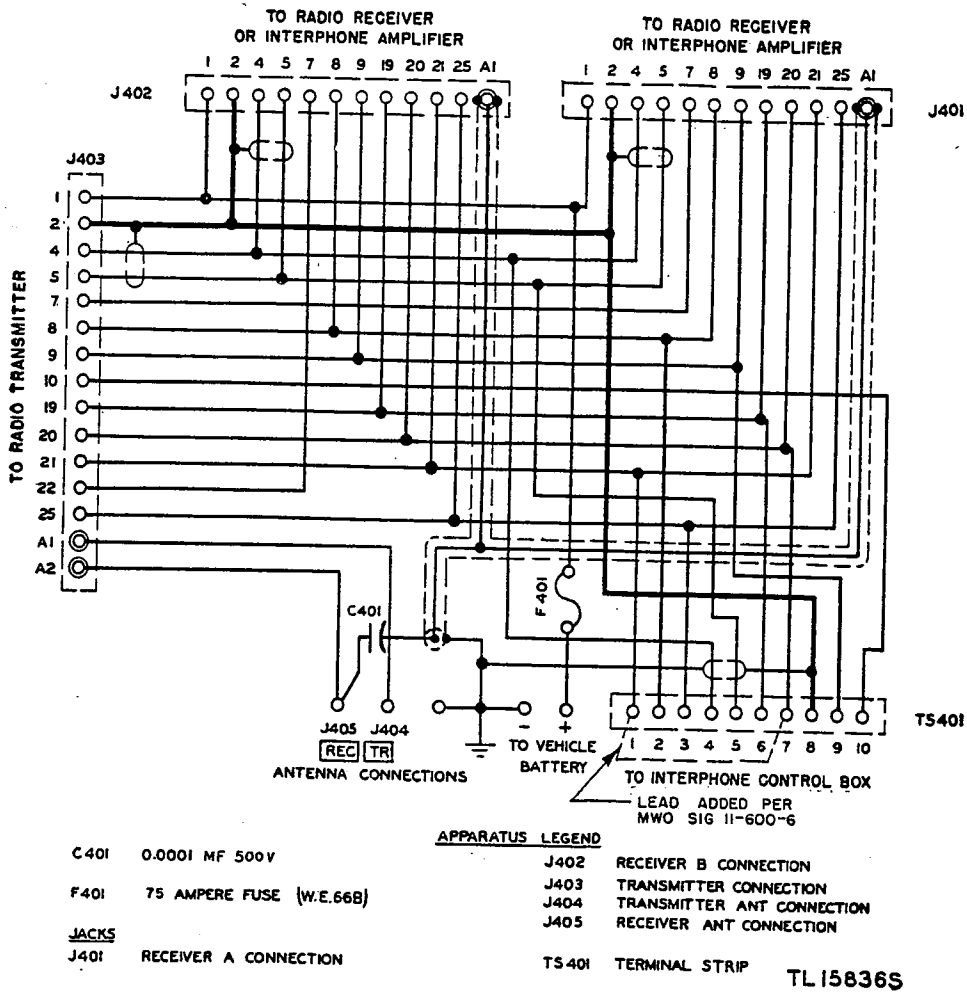 TO RADIO RECEIVER
OR INTERPHONE AMPLIFIER
1 2 4 5 7 8 9 19 20 21 25 A1
J402
TO RADIO RECEIVER
OR INTERPHONE AMPLIFIER
1 2 4 5 7 8 9 19 20 21 25 A1
J401
J403
1
2
4
5
7
8
9
10
19
20
21
22
25
A1
A2
TO RADIO TRANSMITTER
C401
F401
J405
REC
J404
TR
ANTENNA CONNECTIONS
- +
TO VEHICLE
BATTERY
TS401
1 2 3 4 5 6 7 8 9 10
TO INTERPHONE CONTROL BOX
LEAD ADDED PER
MWO SIG 11-600-6
APPARATUS LEGEND
C401 0.0001 MF 500V
F401 75 AMPERE FUSE (W.E.66B)
JACKS
J401 RECEIVER A CONNECTION
J402 RECEIVER B CONNECTION
J403 TRANSMITTER CONNECTION
J404 TRANSMITTER ANT CONNECTION
J405 RECEIVER ANT CONNECTION
TS401 TERMINAL STRIP
TL15836S